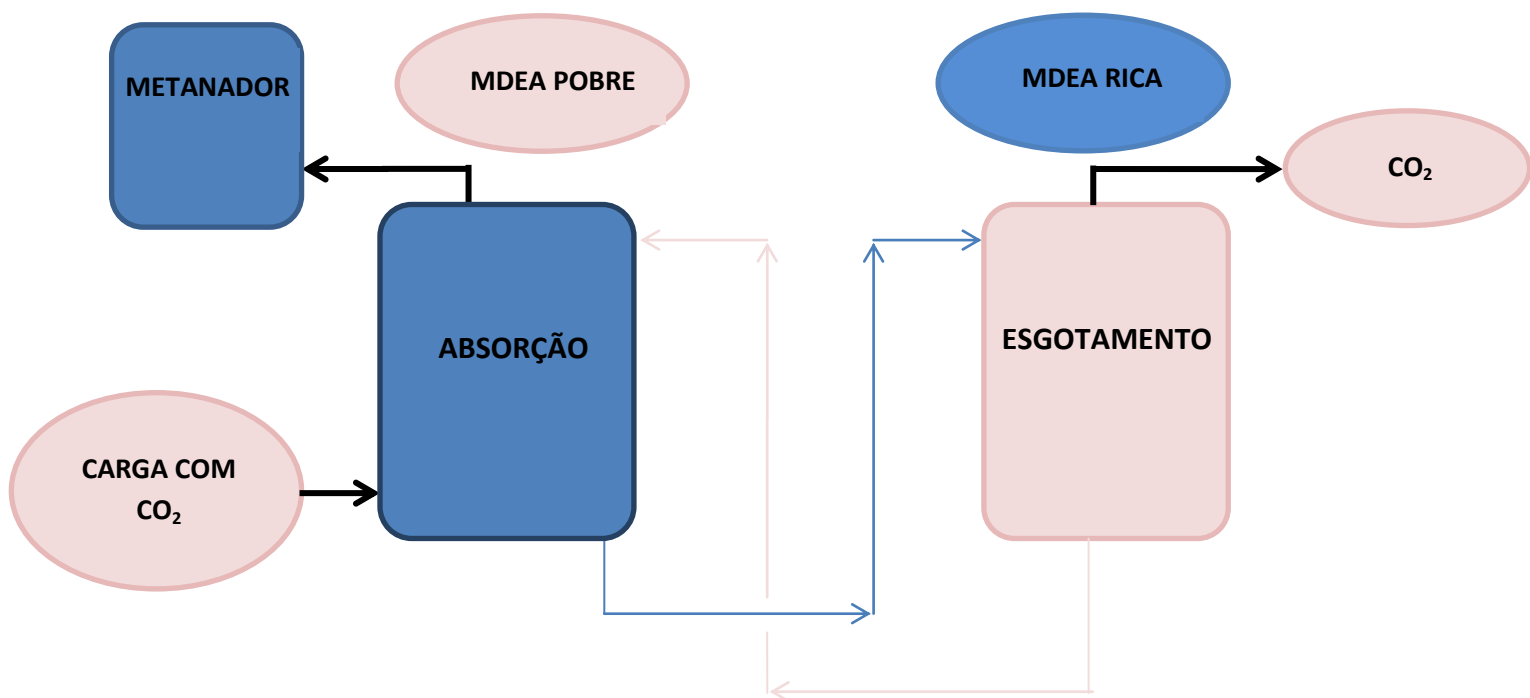 METANADOR
MDEA POBRE
MDEA RICA
CO₂
ABSORÇÃO
ESGOTAMENTO
CARGA COM
CO₂